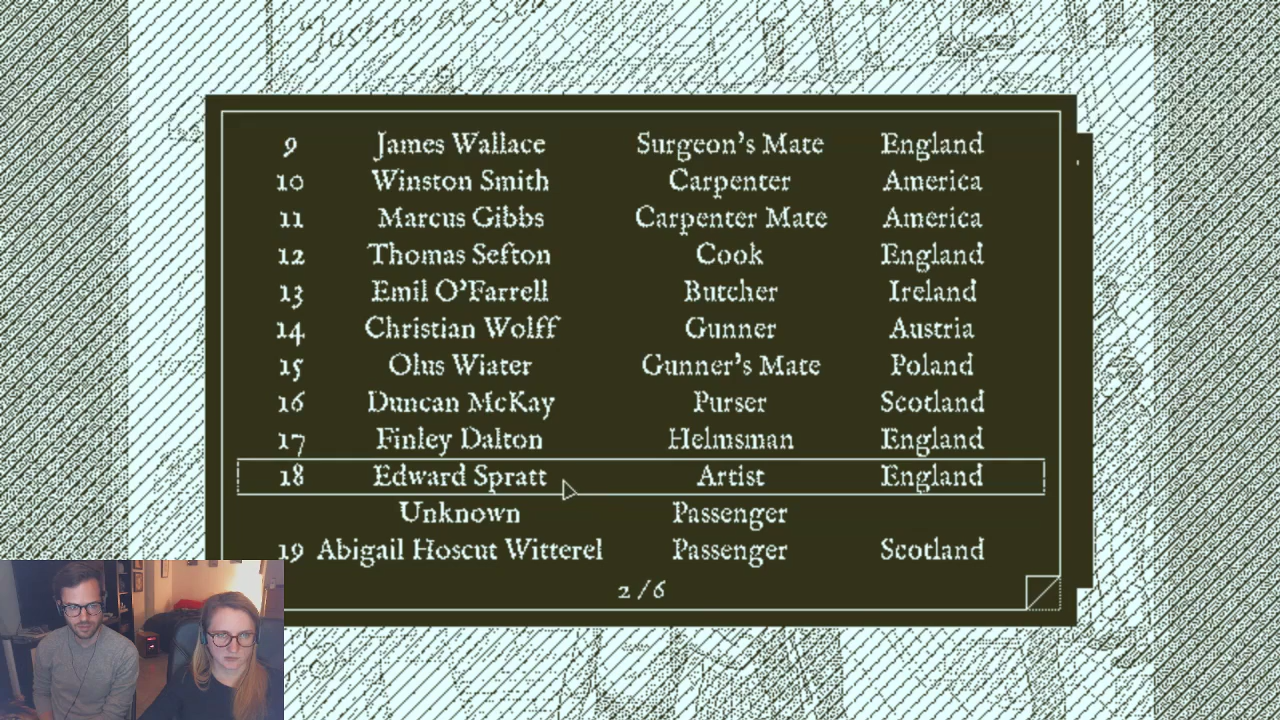 Justice at Sea
9 James Wallace Surgeon's Mate England
10 Winston Smith Carpenter America
11 Marcus Gibbs Carpenter Mate America
12 Thomas Sefton Cook England
13 Emil O'Farrell Butcher Ireland
14 Christian Wolff Gunner Austria
15 Olus Wiater Gunner's Mate Poland
16 Duncan McKay Purser Scotland
17 Finley Dalton Helmsman England
18 Edward Spratt Artist England
Unknown Passenger
19 Abigail Hoscut Witterel Passenger Scotland
2/6